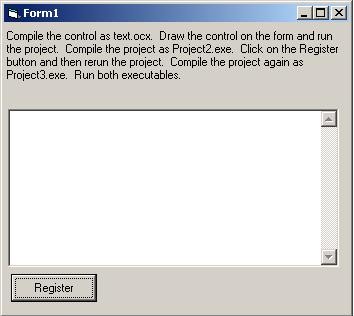 Form1
Compile the control as text.ocx.  Draw the control on the form and run
the project.  Compile the project as Project2.exe.  Click on the Register
button and then rerun the project.  Compile the project again as
Project3.exe.  Run both executables.
Register